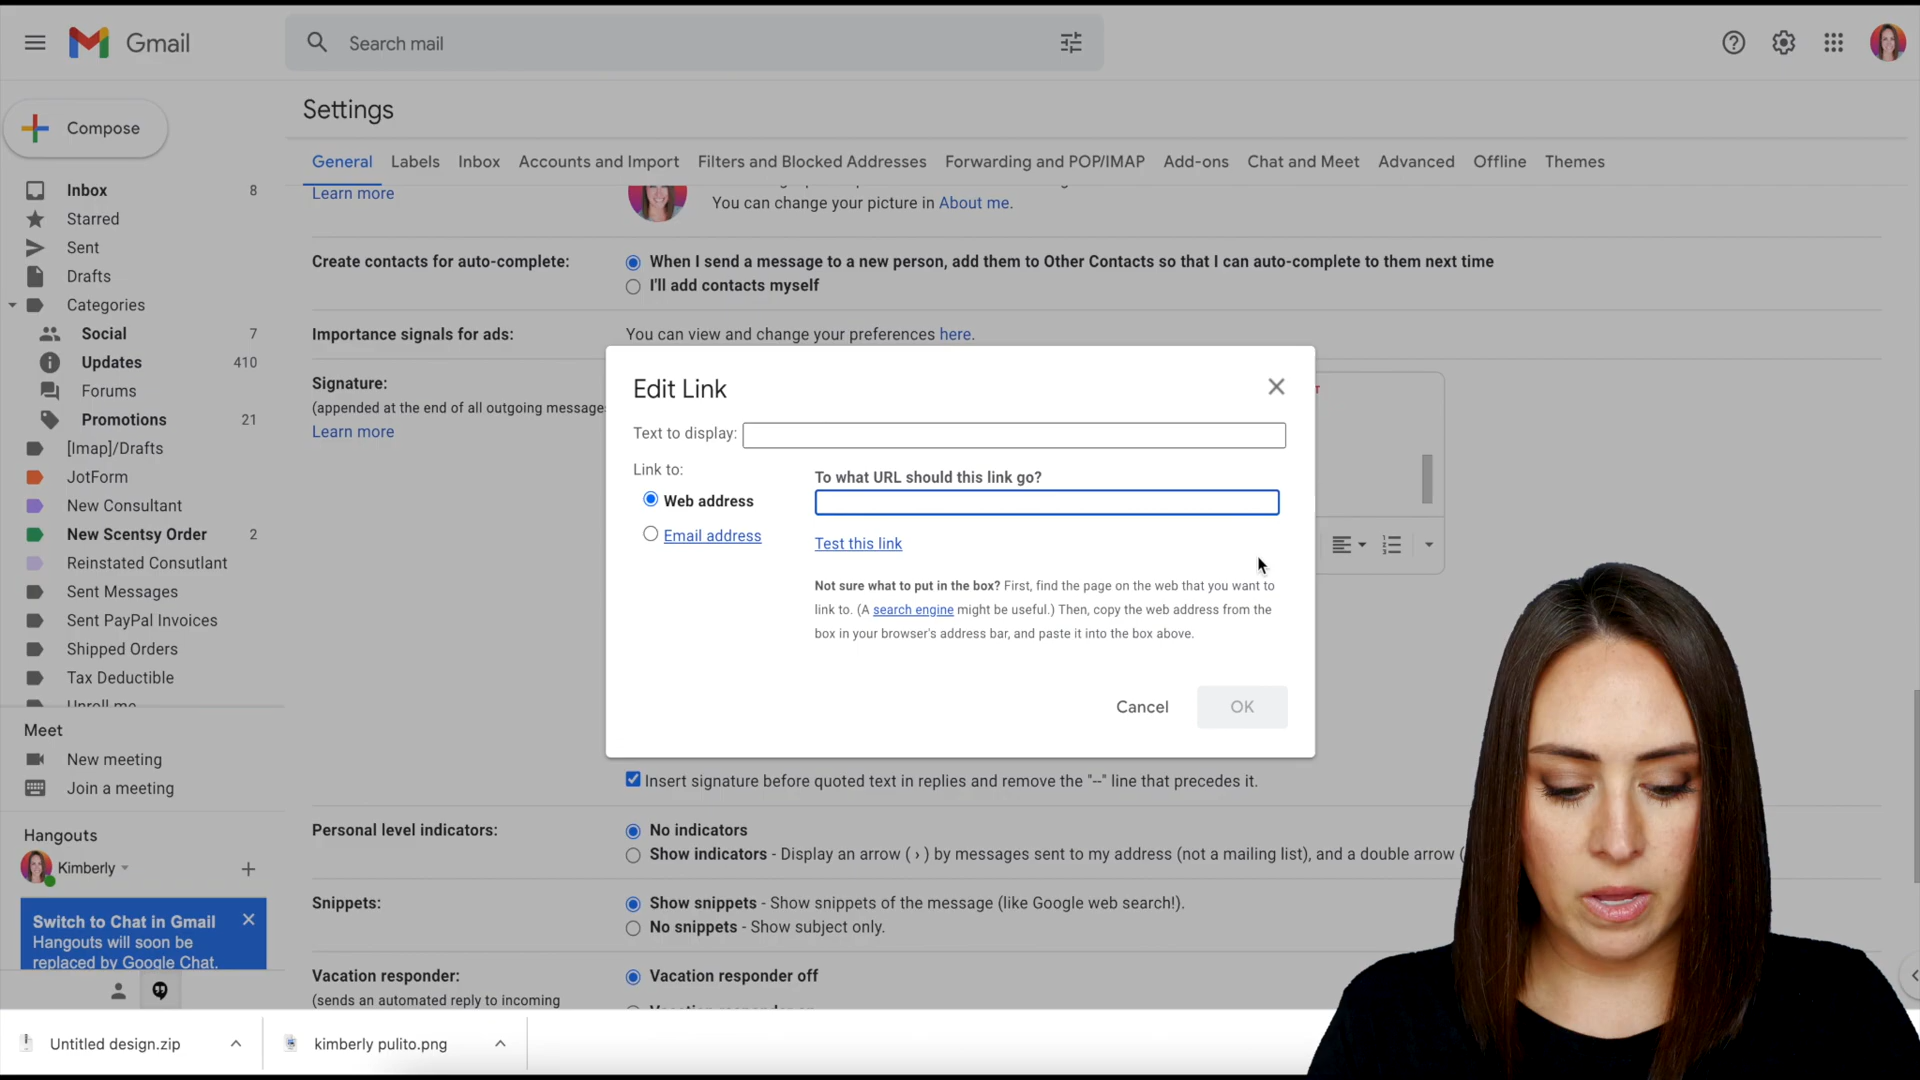 Gmail
Search mail
Compose
Settings
General Labels Inbox Accounts and Import Filters and Blocked Addresses Forwarding and POP/IMAP Add-ons Chat and Meet Advanced Offline Themes
Inbox 8
Starred
Sent
Drafts
Categories
Social 7
Updates 410
Forums
Promotions 21
[Imap]/Drafts
JotForm
New Consultant
New Scentsy Order 2
Reinstated Consutlant
Sent Messages
Sent PayPal Invoices
Shipped Orders
Tax Deductible
Unroll me
Meet
New meeting
Join a meeting
Hangouts
Kimberly
Switch to Chat in Gmail
Hangouts will soon be
replaced by Google Chat.
Learn more
You can change your picture in About me.
Create contacts for auto-complete:
When I send a message to a new person, add them to Other Contacts so that I can auto-complete to them next time
I'll add contacts myself
Importance signals for ads:
You can view and change your preferences here.
Signature:
(appended at the end of all outgoing messages
Learn more
Edit Link
Text to display:
Link to:
Web address
Email address
To what URL should this link go?
Test this link
Not sure what to put in the box? First, find the page on the web that you want to
link to. (A search engine might be useful.) Then, copy the web address from the
box in your browser's address bar, and paste it into the box above.
Cancel OK
Insert signature before quoted text in replies and remove the "--" line that precedes it.
Personal level indicators:
No indicators
Show indicators - Display an arrow ( › ) by messages sent to my address (not a mailing list), and a double arrow (
Snippets:
Show snippets - Show snippets of the message (like Google web search!).
No snippets - Show subject only.
Vacation responder:
(sends an automated reply to incoming
Vacation responder off
Untitled design.zip
kimberly pulito.png